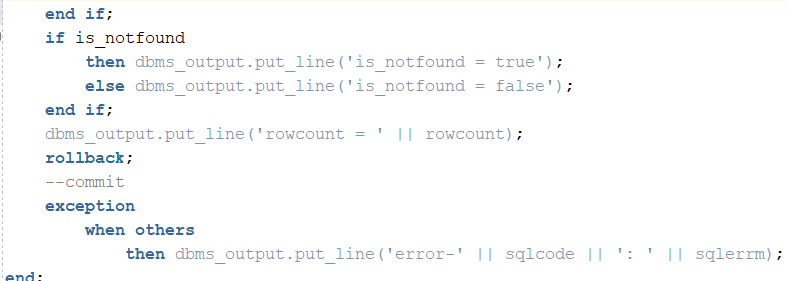 end if;
if is_notfound
then dbms_output.put_line('is_notfound = true');
else dbms_output.put_line('is_notfound = false');
end if;
dbms_output.put_line('rowcount = ' || rowcount);
rollback;
--commit
exception
when others
then dbms_output.put_line('error-' || sqlcode || ': ' || sqlerrm);
end;